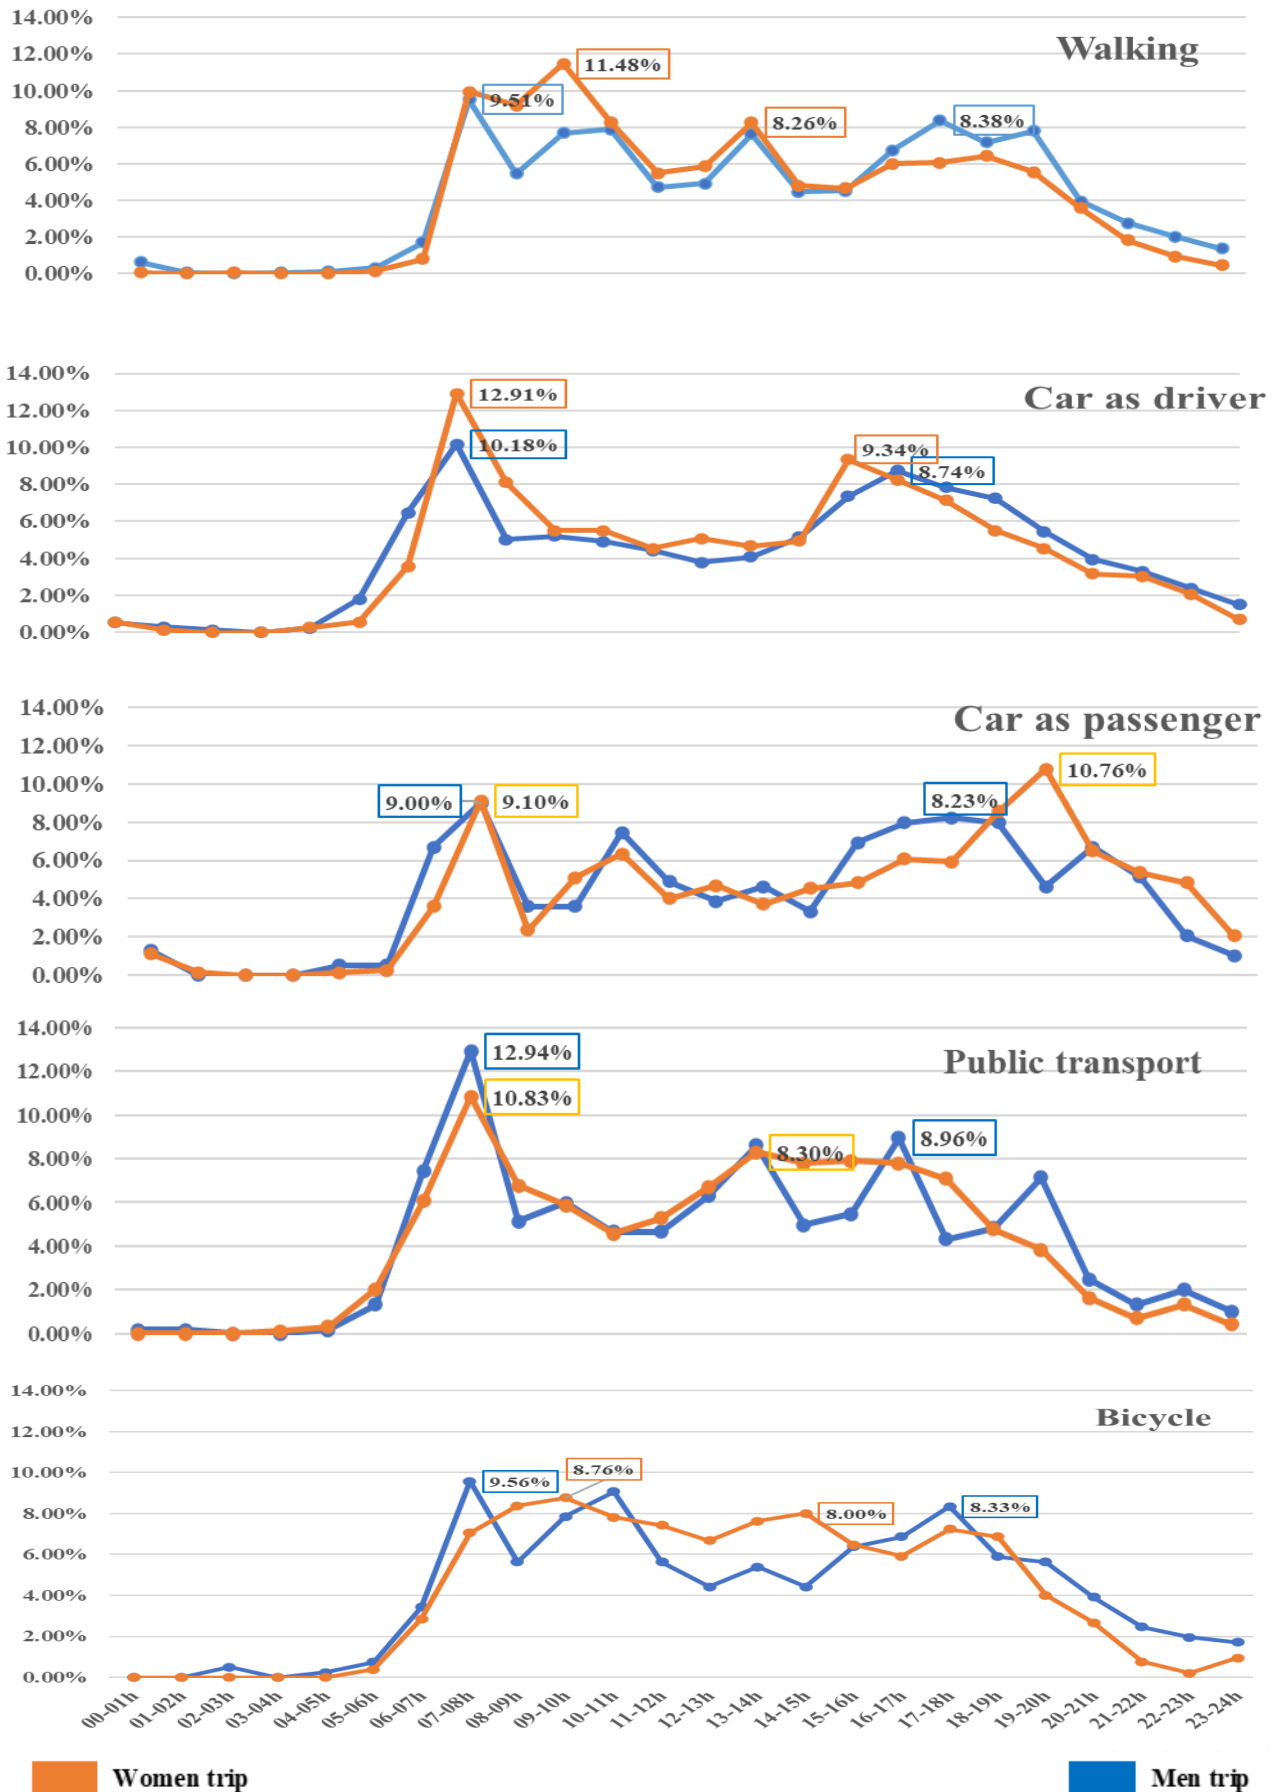 14.00%
Walking
12.00%
11.48%
10.00%
9.51%
8.00%
8.26%
8.38%
6.00%
4.00%
2.00%
0.00%
14.00%
Car as driver
12.00%
12.91%
10.00%
10.18%
9.34%
8.74%
8.00%
6.00%
4.00%
2.00%
0.00%
14.00%
Car as passenger
12.00%
10.76%
10.00%
9.00%
9.10%
8.23%
8.00%
6.00%
4.00%
2.00%
0.00%
14.00%
Public transport
12.94%
12.00%
10.83%
10.00%
8.96%
8.30%
8.00%
6.00%
4.00%
2.00%
0.00%
14.00%
Bicycle
12.00%
10.00%
9.56%
8.76%
8.00%
8.00%
8.33%
6.00%
4.00%
2.00%
0.00%
00-01h
01-02h
02-03h
03-04h
04-05h
05-06h
06-07h
07-08h
08-09h
09-10h
10-11h
11-12h
12-13h
13-14h
14-15h
15-16h
16-17h
17-18h
18-19h
19-20h
20-21h
21-22h
22-23h
23-24h
Women trip
Men trip